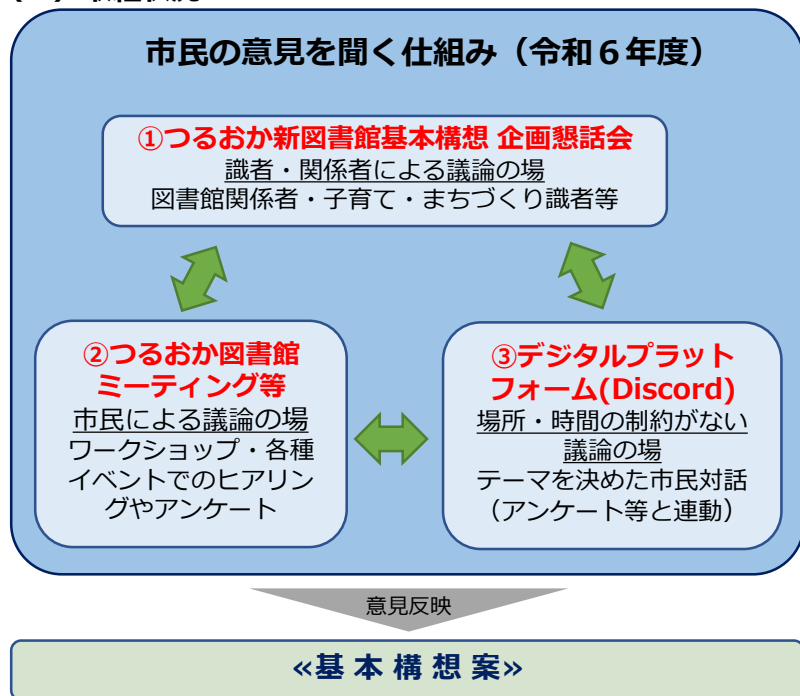 市民の意見を聞く仕組み（令和６年度）
①つるおか新図書館基本構想 企画懇話会
識者・関係者による議論の場
図書館関係者・子育て・まちづくり識者等
②つるおか図書館
ミーティング等
市民による議論の場
ワークショップ・各種
イベントでのヒアリン
グやアンケート
③デジタルプラット
フォーム(Discord)
場所・時間の制約がない
議論の場
テーマを決めた市民対話
（アンケート等と連動）
意見反映
≪基 本 構 想 案≫